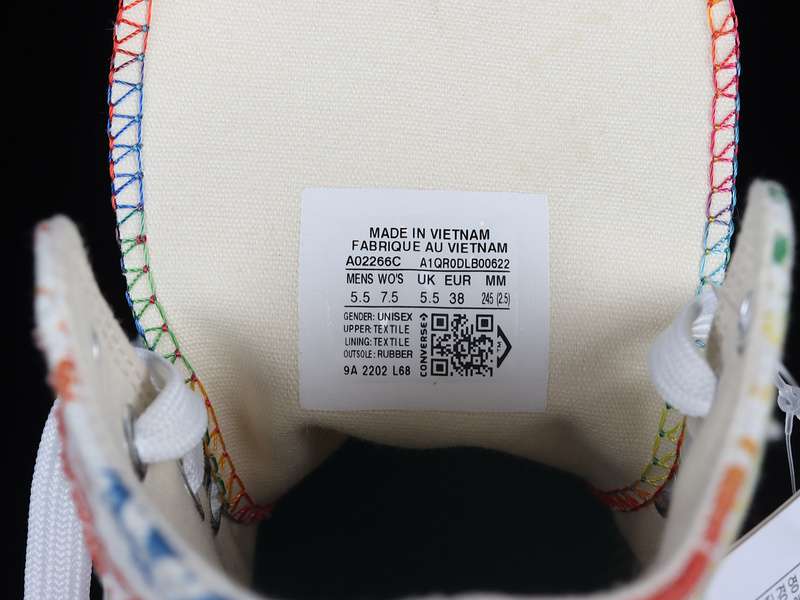 MADE IN VIETNAM
FABRIQUE AU VIETNAM
A02266C A1QR0DLB00622
MENS WO'S UK EUR MM
5.5 7.5 5.5 38 245 (2.5)
GENDER: UNISEX
UPPER: TEXTILE
LINING: TEXTILE
OUTSOLE: RUBBER
9A 2202 L68
CONVERSE